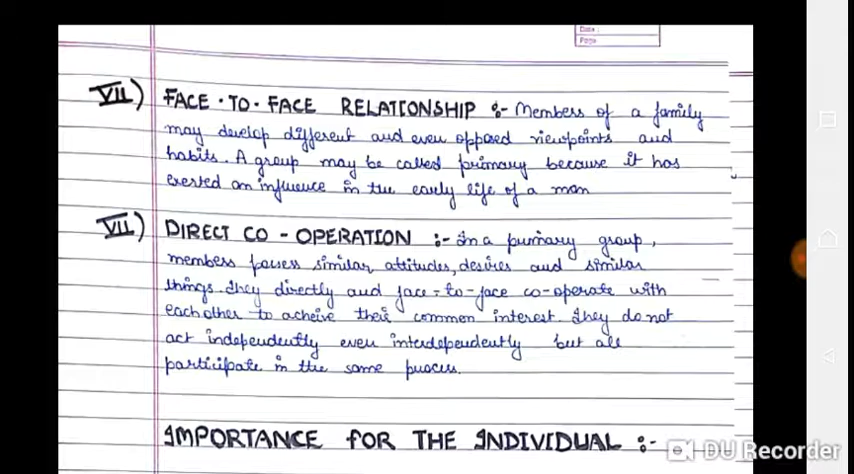 Date :
Page
VII) FACE-TO-FACE RELATIONSHIP :- Members of a family
may develop different and even opposed viewpoints and
habits. A group may be called primary because it has
exerted an influence in the early life of a man
VII) DIRECT CO-OPERATION :- In a primary group,
members possess similar attitudes, desires and similar
things. They directly and face-to-face co-operate with
each other to acheive their common interest. They do not
act independently even interdependently but all
participate in the same process.
IMPORTANCE FOR THE INDIVIDUAL :-
DU Recorder